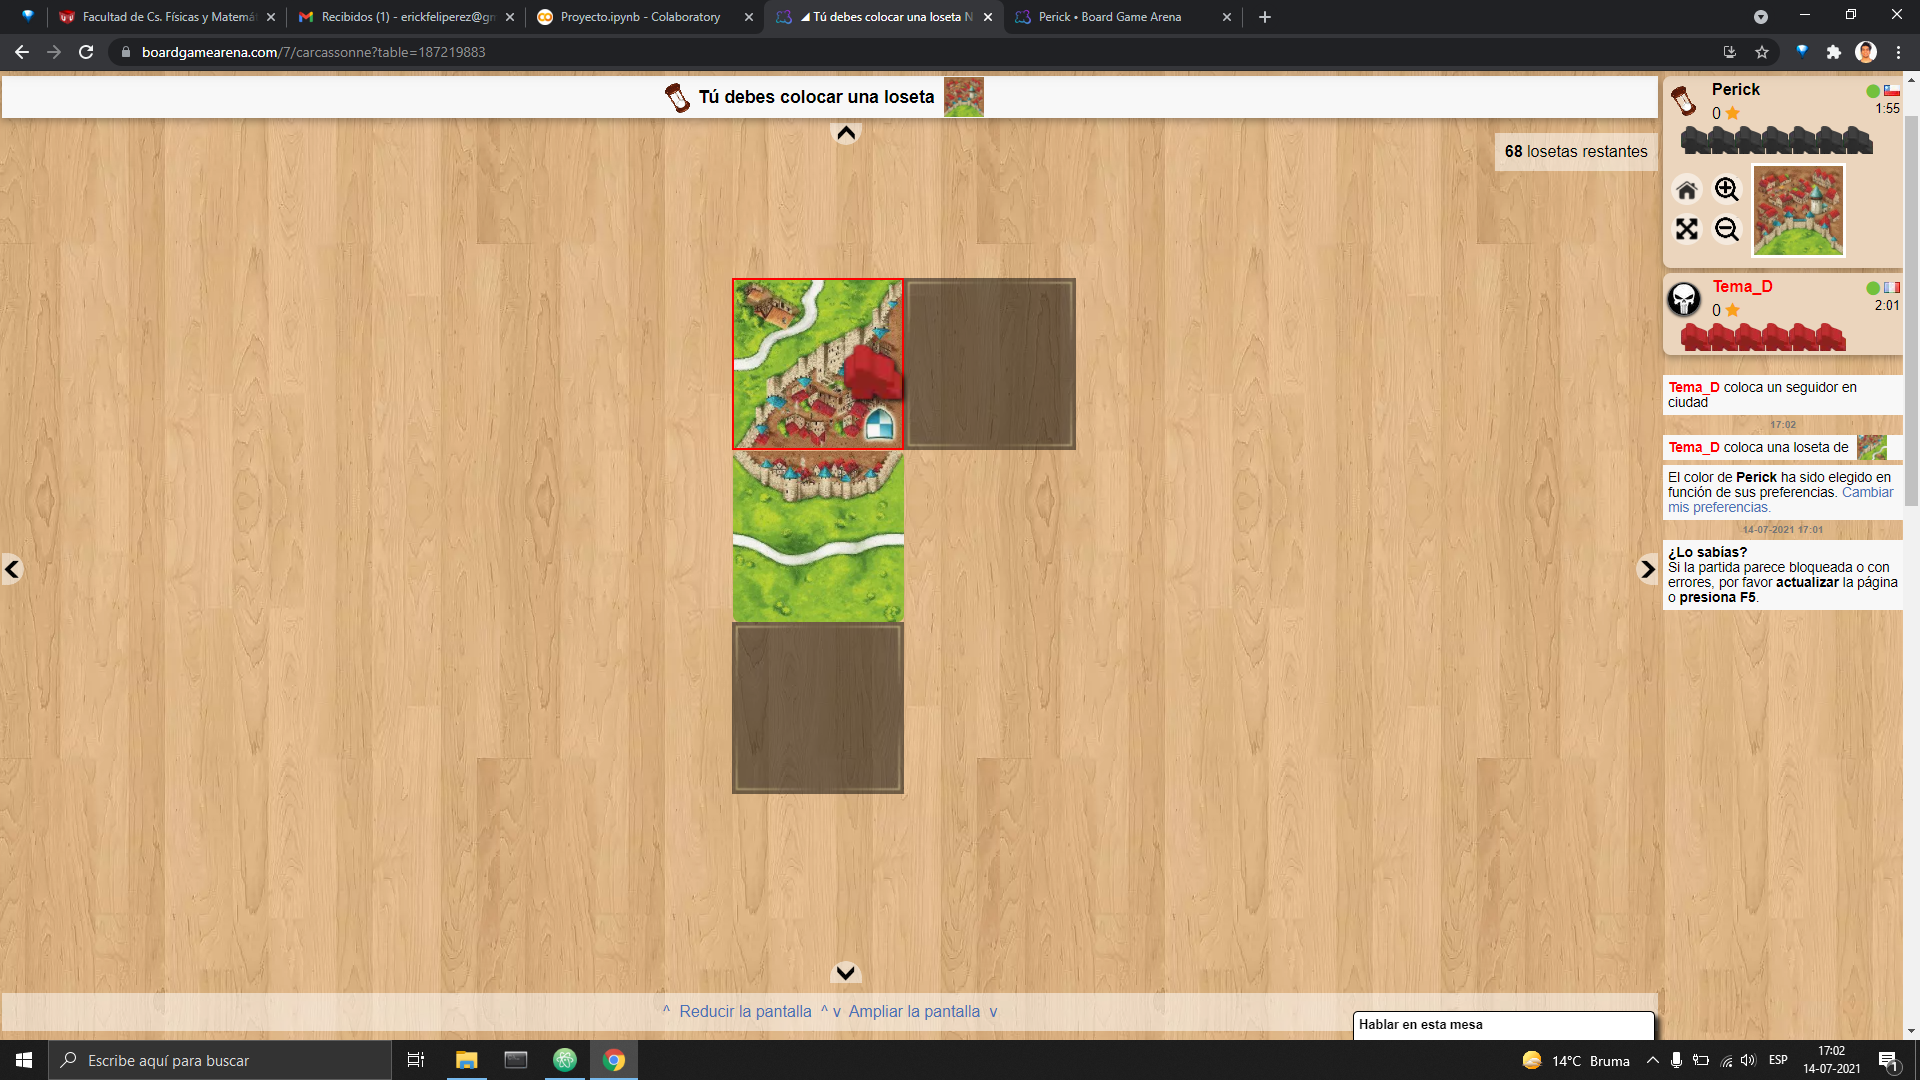 Facultad de Cs. Físicas y Matemá
Recibidos (1) - erickfeliperez@gm
Proyecto.ipynb - Colaboratory
Tú debes colocar una loseta N
Perick • Board Game Arena
boardgamearena.com/7/carcassonne?table=187219883
Tú debes colocar una loseta
68 losetas restantes
Perick
0
1:55
Tema_D
0
2:01
Tema_D coloca un seguidor en
ciudad
17:02
Tema_D coloca una loseta de
El color de Perick ha sido elegido en
función de sus preferencias. Cambiar
mis preferencias.
14-07-2021 17:01
¿Lo sabías?
Si la partida parece bloqueada o con
errores, por favor actualizar la página
o presiona F5.
^ Reducir la pantalla ^ v Ampliar la pantalla v
Hablar en esta mesa
Escribe aquí para buscar
14°C Bruma
ESP
17:02
14-07-2021
1